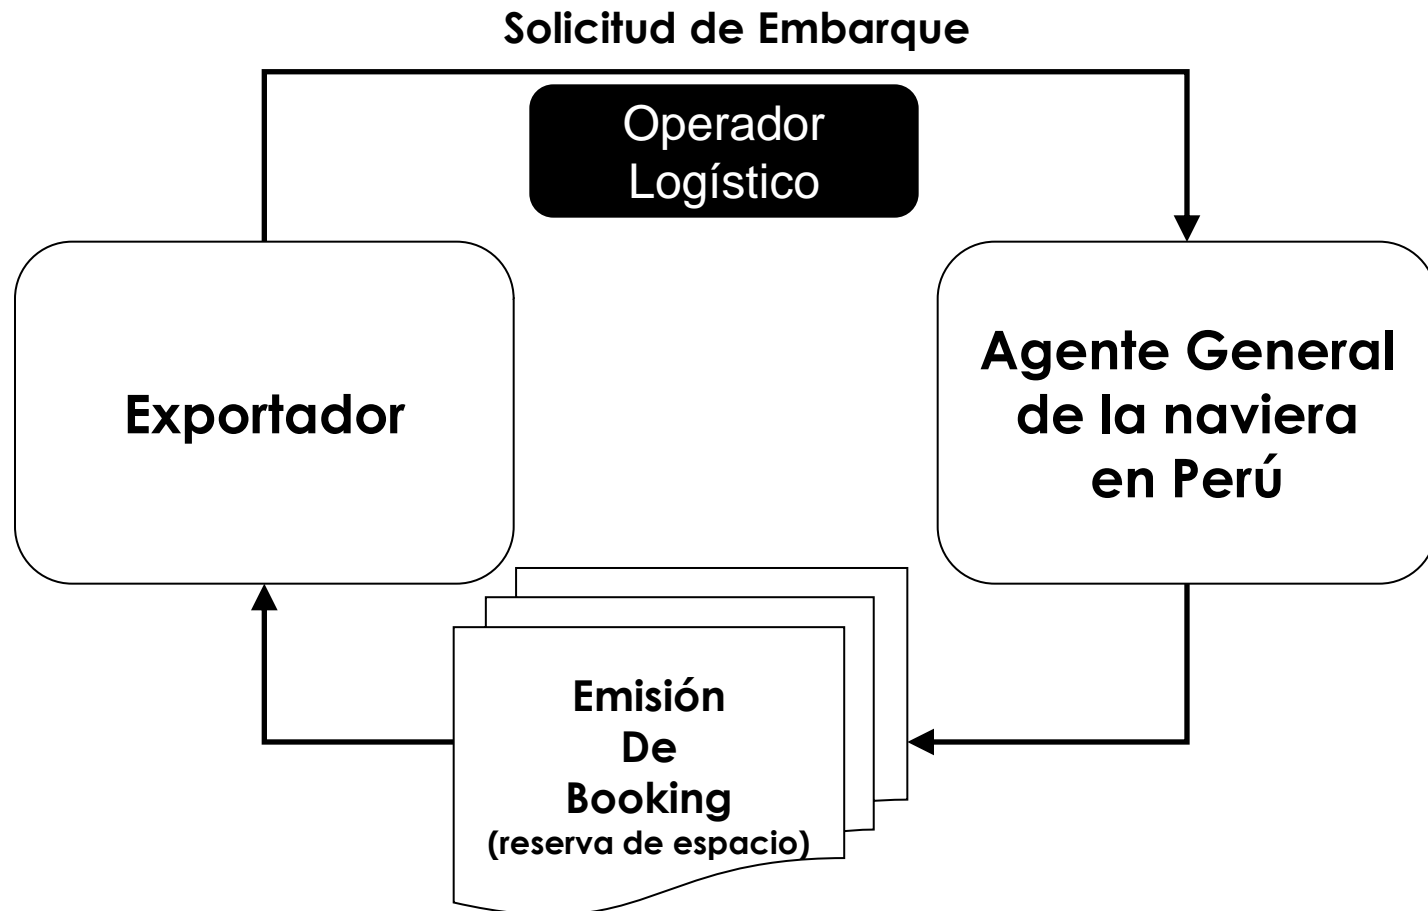 Solicitud de Embarque
Operador
Logístico
Exportador
Agente General
de la naviera
en Perú
Emisión
De
Booking
(reserva de espacio)